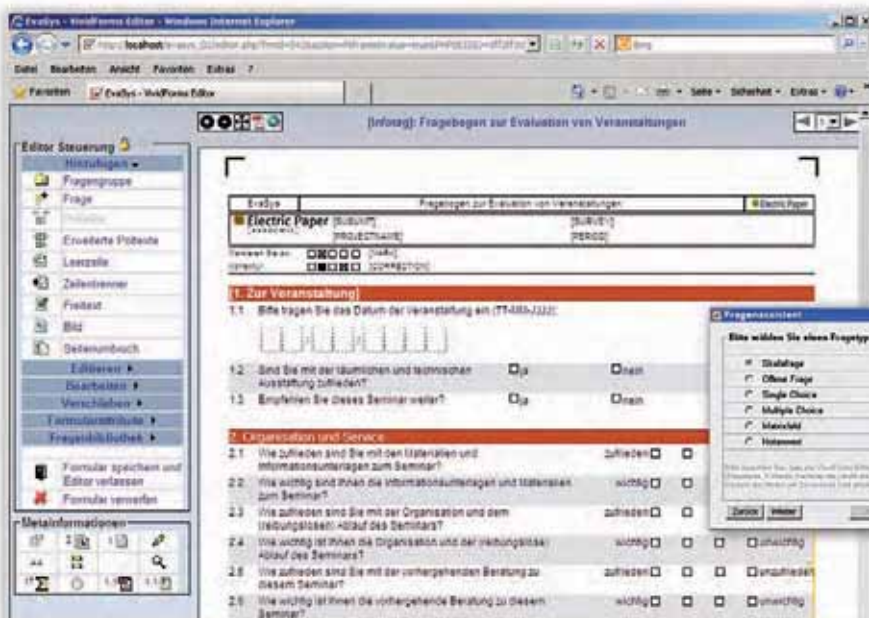 EvaSys - VividForms Editor - Windows Internet Explorer
Datei Bearbeiten Ansicht Favoriten Extras ?
Favoriten EvaSys - VividForms Editor
Seite Sicherheit Extras
[Infotag]: Fragebogen zur Evaluation von Veranstaltungen
Editor Steuerung
Hinzufügen
Fragengruppe
Frage
Erweiterte Poltexte
Leerzeile
Zeilentrenner
Freitext
Bild
Seitenumbruch
Editieren
Bearbeiten
Verschieben
Formularattribute
Fragenbibliothek
Formular speichern und
Editor verlassen
Formular verwerfen
Metainformationen
EvaSys Fragebogen zur Evaluation von Veranstaltungen Electric Paper
Electric Paper [SUBUNIT] [SURVEY]
[PROJECTNAME] [PERIOD]
[MARK]
[CORRECTION]
[1. Zur Veranstaltung]
1.1 Bitte tragen Sie das Datum der Veranstaltung ein (TT-MM-JJJJ):
1.2 Sind Sie mit der räumlichen und technischen ja nein
Ausstattung zufrieden?
1.3 Empfehlen Sie dieses Seminar weiter? ja nein
2. Organisation und Service
2.1 Wie zufrieden sind Sie mit den Materialien und zufrieden
Informationsunterlagen zum Seminar?
2.2 Wie wichtig sind Ihnen die Informationsunterlagen und Materialien wichtig
zum Seminar?
2.3 Wie zufrieden sind Sie mit der Organisation und dem zufrieden
(reibungslosen) Ablauf des Seminars?
2.4 Wie wichtig ist Ihnen die Organisation und der (reibungslose) wichtig unwichtig
Ablauf des Seminars?
2.5 Wie zufrieden sind Sie mit der vorhergehenden Beratung zu zufrieden unzufrieden
diesem Seminar?
2.6 Wie wichtig ist Ihnen die vorhergehende Beratung zu diesem wichtig unwichtig
Seminar?
Fragenassistent
Bitte wählen Sie einen Fragetyp
Skalafrage
Offene Frage
Single Choice
Multiple Choice
Matrixfeld
Notenwert
Zurück Weiter